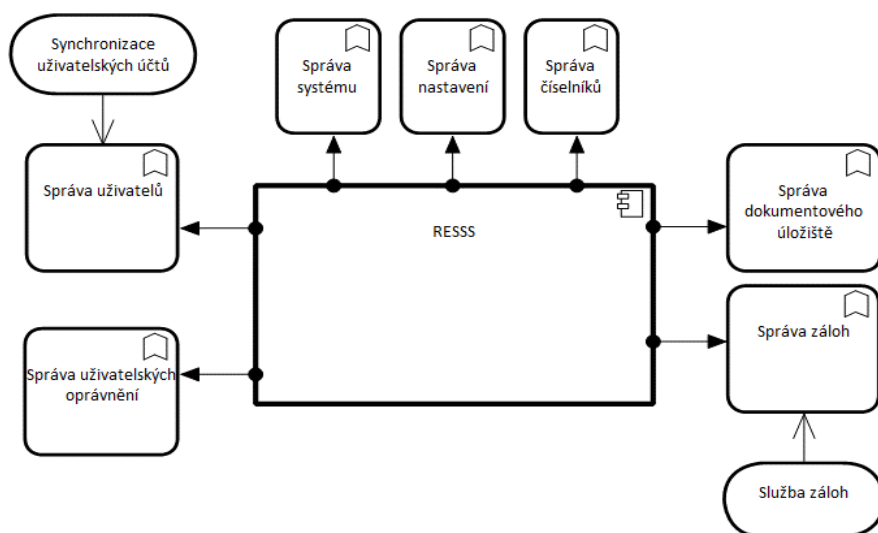 Synchronizace
uživatelských účtů
Správa
systému
Správa
nastavení
Správa
číselníků
Správa uživatelů
RESSS
Správa
dokumentového
úložiště
Správa uživatelských
oprávnění
Správa záloh
Služba záloh